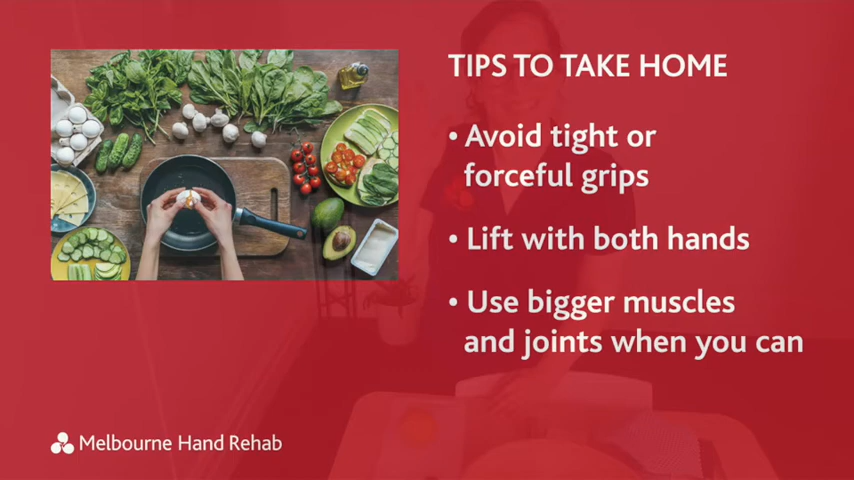 TIPS TO TAKE HOME
• Avoid tight or
forceful grips
• Lift with both hands
• Use bigger muscles
and joints when you can
Melbourne Hand Rehab